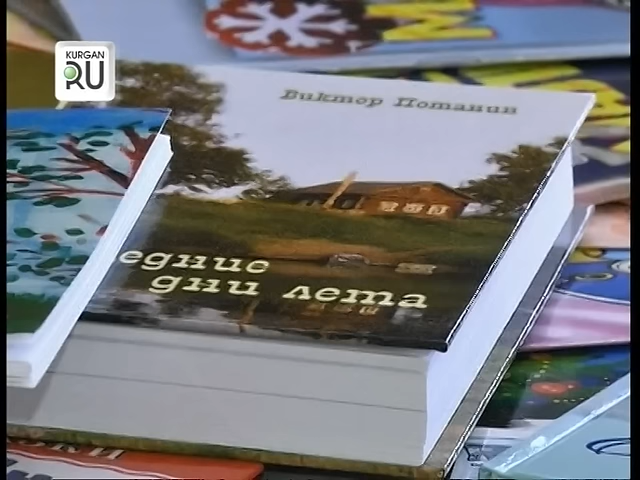 KURGAN
RU
Виктор Потанин
едние
дни лета